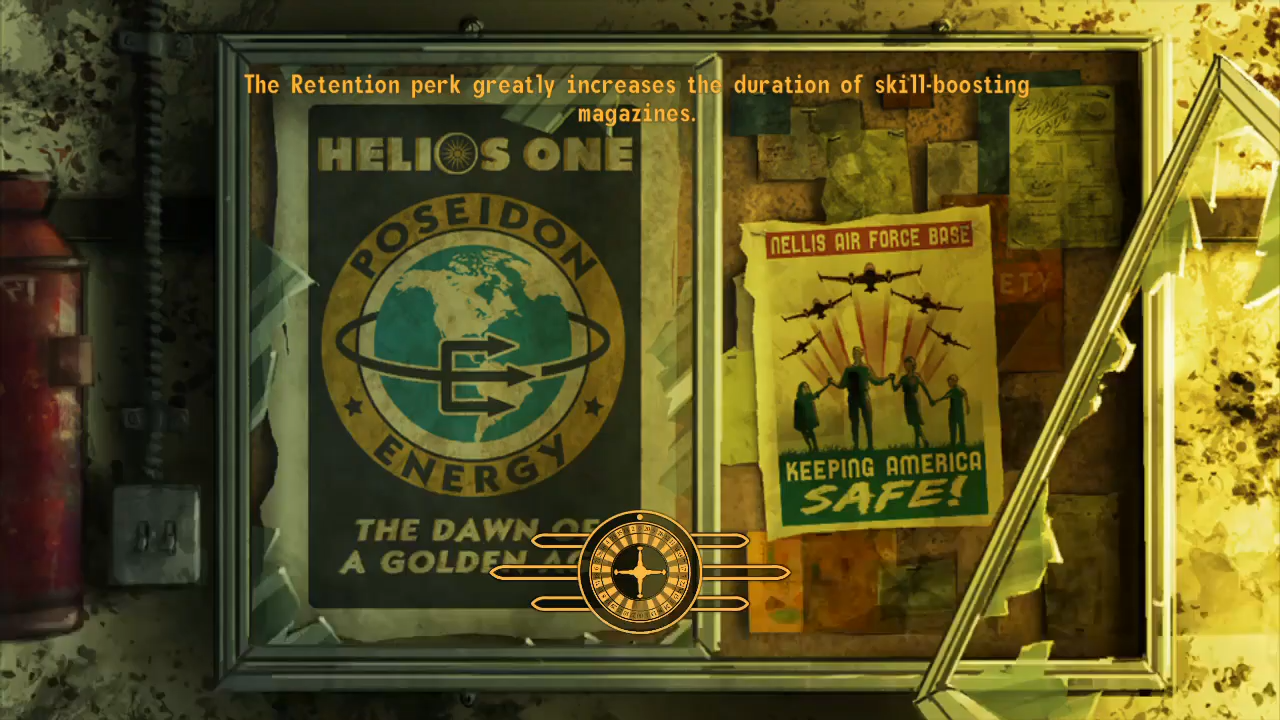 The Retention perk greatly increases the duration of skill-boosting
magazines.
HELIOS ONE
POSEIDON
ENERGY
THE DAWN OF
A GOLDEN
NELLIS AIR FORCE BASE
KEEPING AMERICA
SAFE!